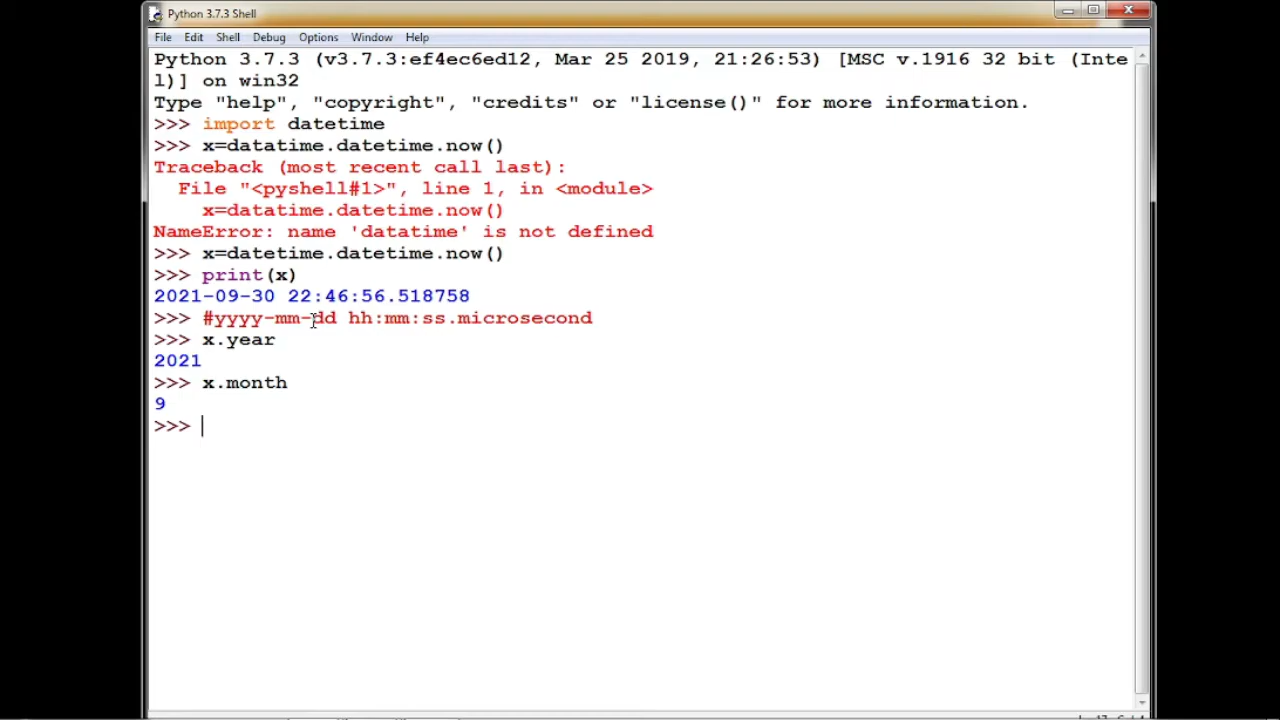 Python 3.7.3 Shell
File Edit Shell Debug Options Window Help
Python 3.7.3 (v3.7.3:ef4ec6ed12, Mar 25 2019, 21:26:53) [MSC v.1916 32 bit (Inte
l)] on win32
Type "help", "copyright", "credits" or "license()" for more information.
>>> import datetime
>>> x=datatime.datetime.now()
Traceback (most recent call last):
  File "<pyshell#1>", line 1, in <module>
    x=datatime.datetime.now()
NameError: name 'datatime' is not defined
>>> x=datetime.datetime.now()
>>> print(x)
2021-09-30 22:46:56.518758
>>> #yyyy-mm-dd hh:mm:ss.microsecond
>>> x.year
2021
>>> x.month
9
>>>